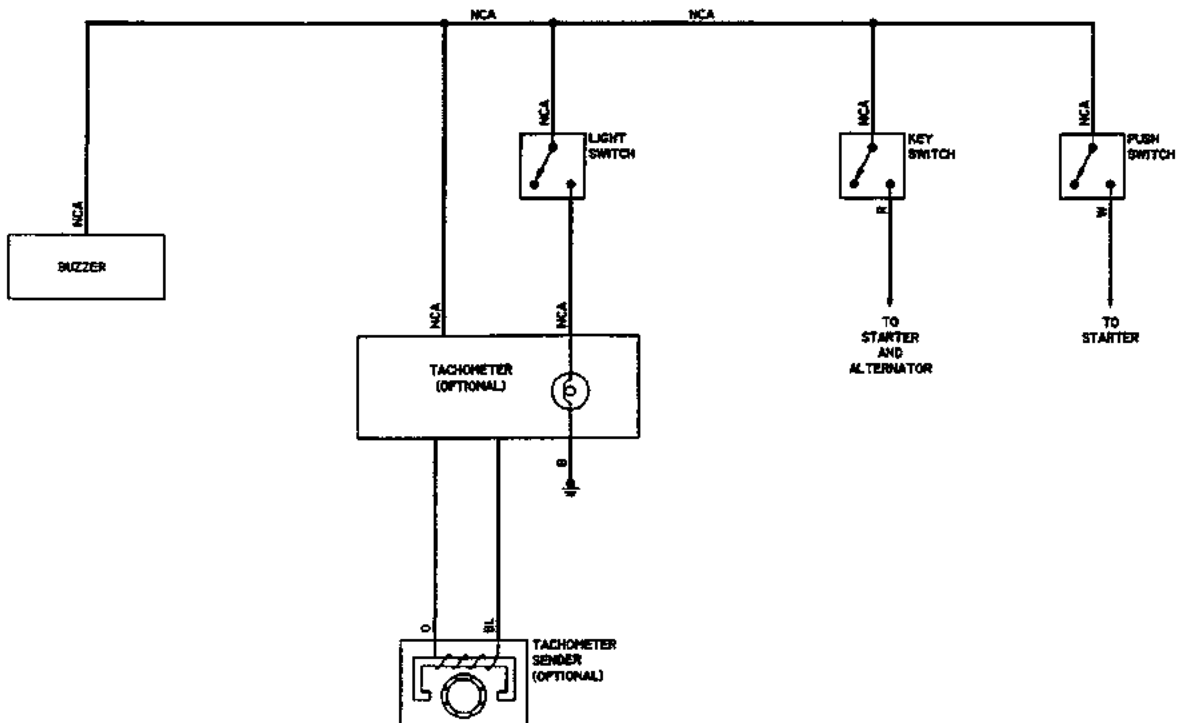 NCA
NCA
NCA
LIGHT
SWITCH
NCA
KEY
SWITCH
NCA
PUSH
SWITCH
NCA
BUZZER
R
W
NCA
NCA
TO
STARTER
AND
ALTERNATOR
TO
STARTER
TACHOMETER
(OPTIONAL)
B
O
BL
TACHOMETER
SENDER
(OPTIONAL)